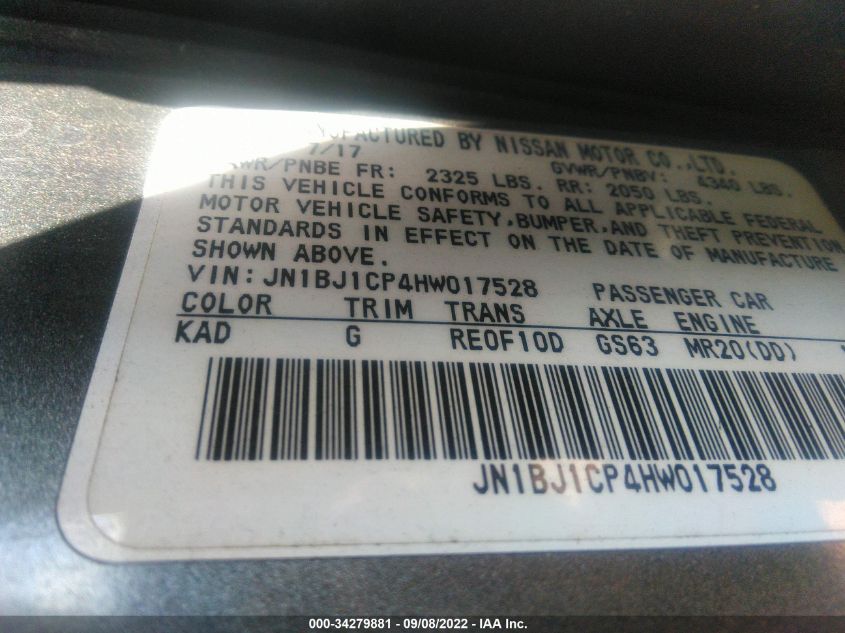 MANUFACTURED BY NISSAN MOTOR CO.,LTD.
7/17
GAWR/PNBE FR: 2325 LBS. RR: 2050 LBS. GVWR/PNBV: 4340 LBS.
THIS VEHICLE CONFORMS TO ALL APPLICABLE FEDERAL
MOTOR VEHICLE SAFETY,BUMPER,AND THEFT PREVENTION
STANDARDS IN EFFECT ON THE DATE OF MANUFACTURE
SHOWN ABOVE.
VIN:JN1BJ1CP4HW017528 PASSENGER CAR
COLOR TRIM TRANS AXLE ENGINE
KAD G RE0F10D GS63 MR20(DD)
JN1BJ1CP4HW017528
000-34279881 - 09/08/2022 - IAA Inc.